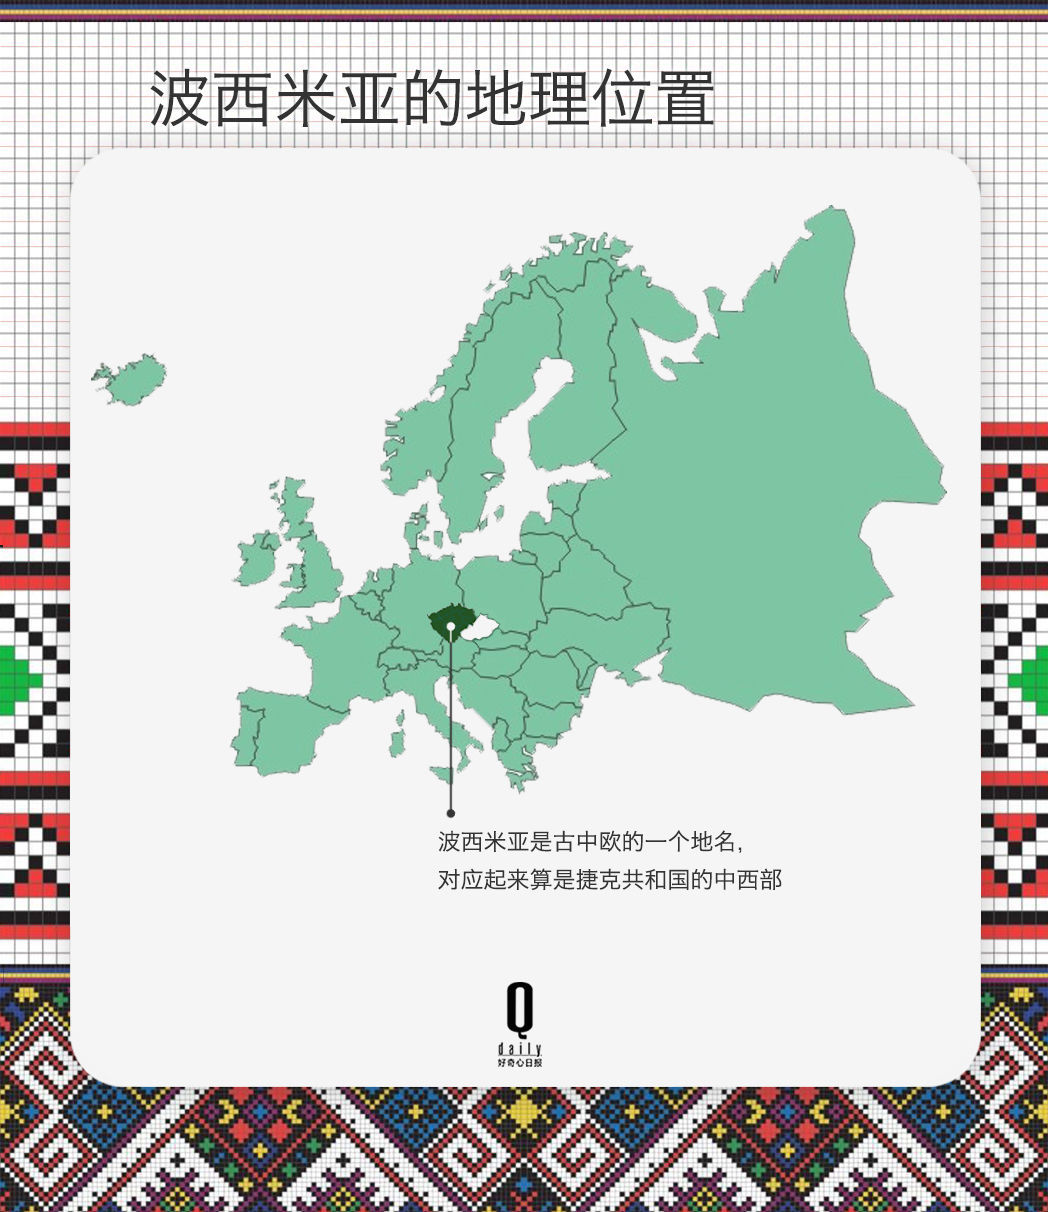 波西米亚的地理位置
波西米亚是古中欧的一个地名,
对应起来算是捷克共和国的中西部
Q
daily
好奇心日报